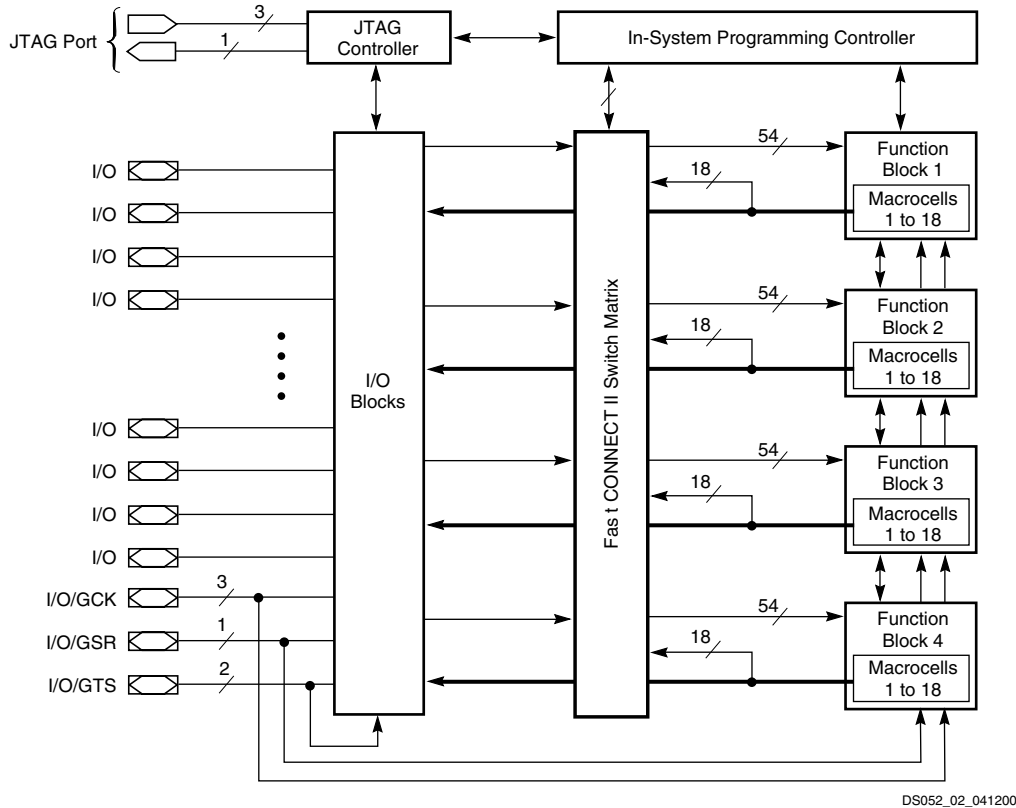 JTAG Port
3
1
JTAG
Controller
In-System Programming Controller
I/O
I/O
I/O
I/O
I/O
I/O
I/O
I/O
I/O/GCK
3
I/O/GSR
1
I/O/GTS
2
I/O
Blocks
Fas t CONNECT II Switch Matrix
54
18
Function
Block 1
Macrocells
1 to 18
54
18
Function
Block 2
Macrocells
1 to 18
54
18
Function
Block 3
Macrocells
1 to 18
54
18
Function
Block 4
Macrocells
1 to 18
DS052_02_041200